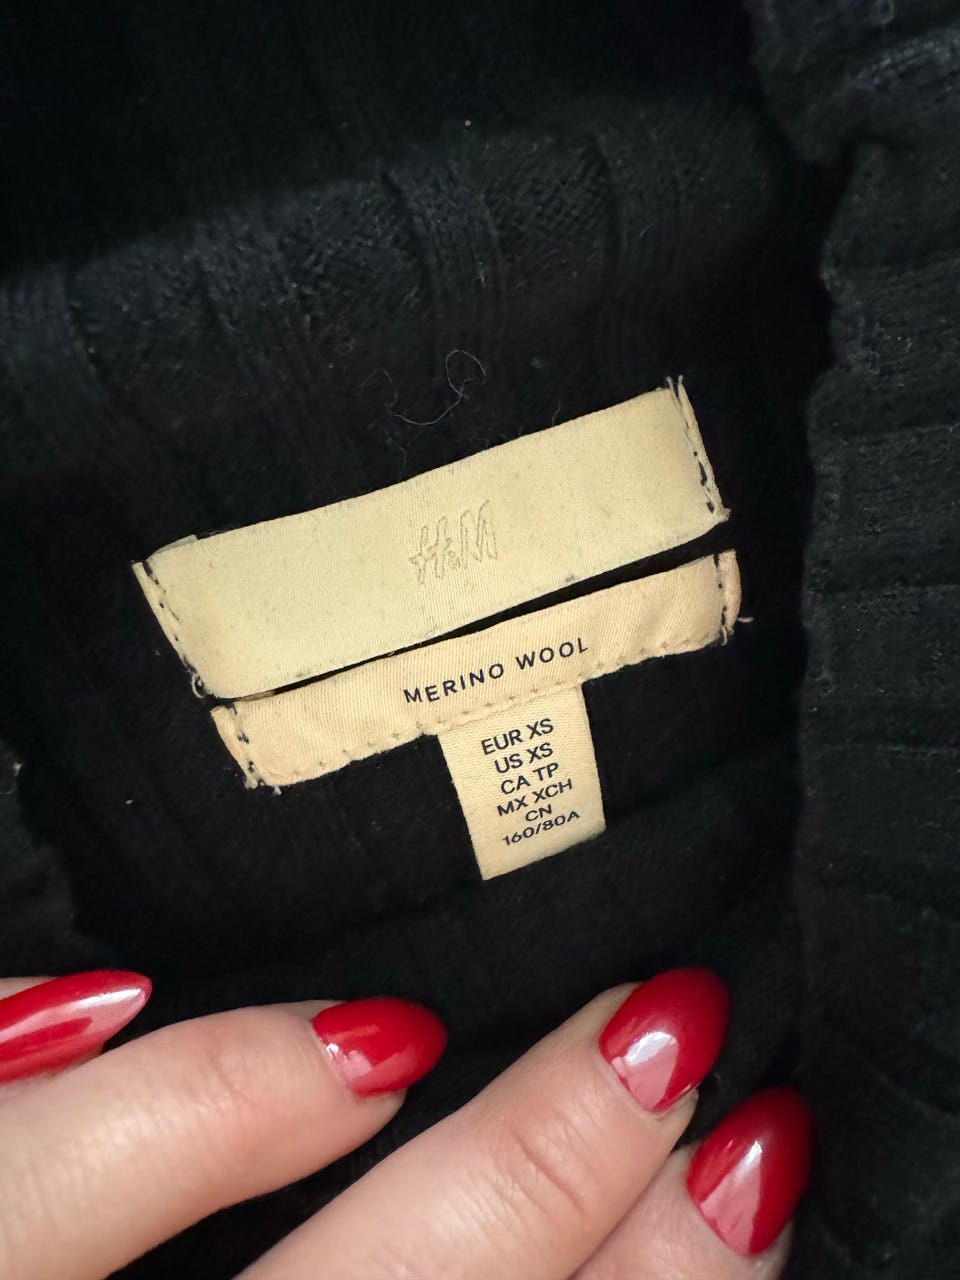 H&M
MERINO WOOL
EUR XS
US XS
CA TP
MX XCH
CN
160/80A